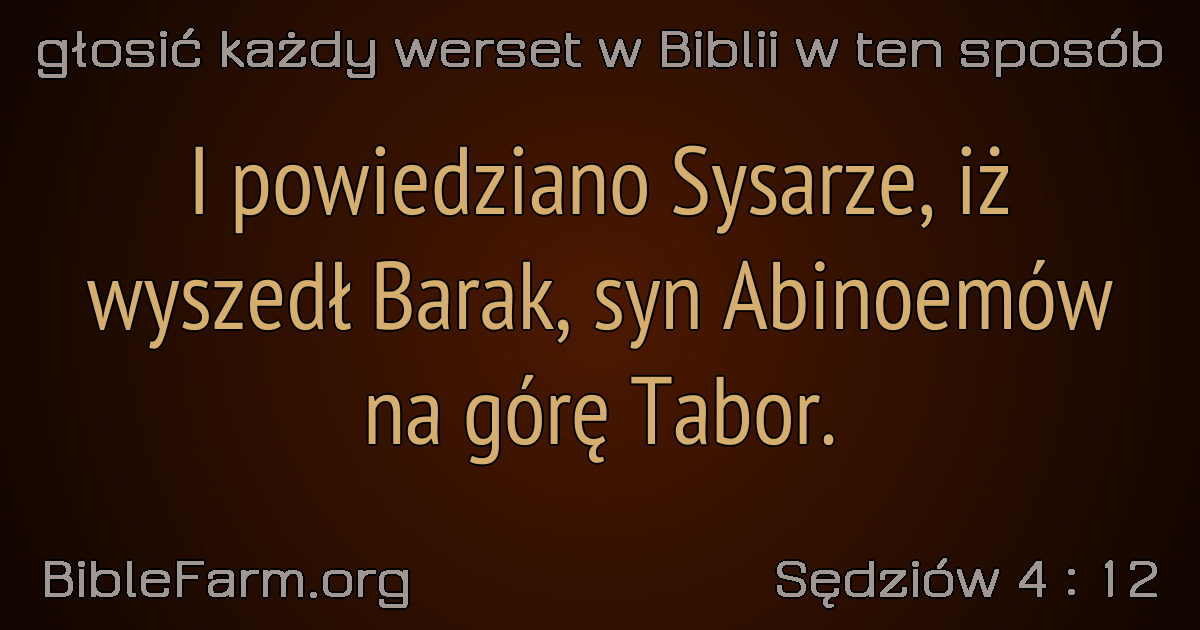 głosić każdy werset w Biblii w ten sposób
I powiedziano Sysarze, iż
wyszedł Barak, syn Abinoemów
na górę Tabor.
BibleFarm.org
Sędziów 4 : 12